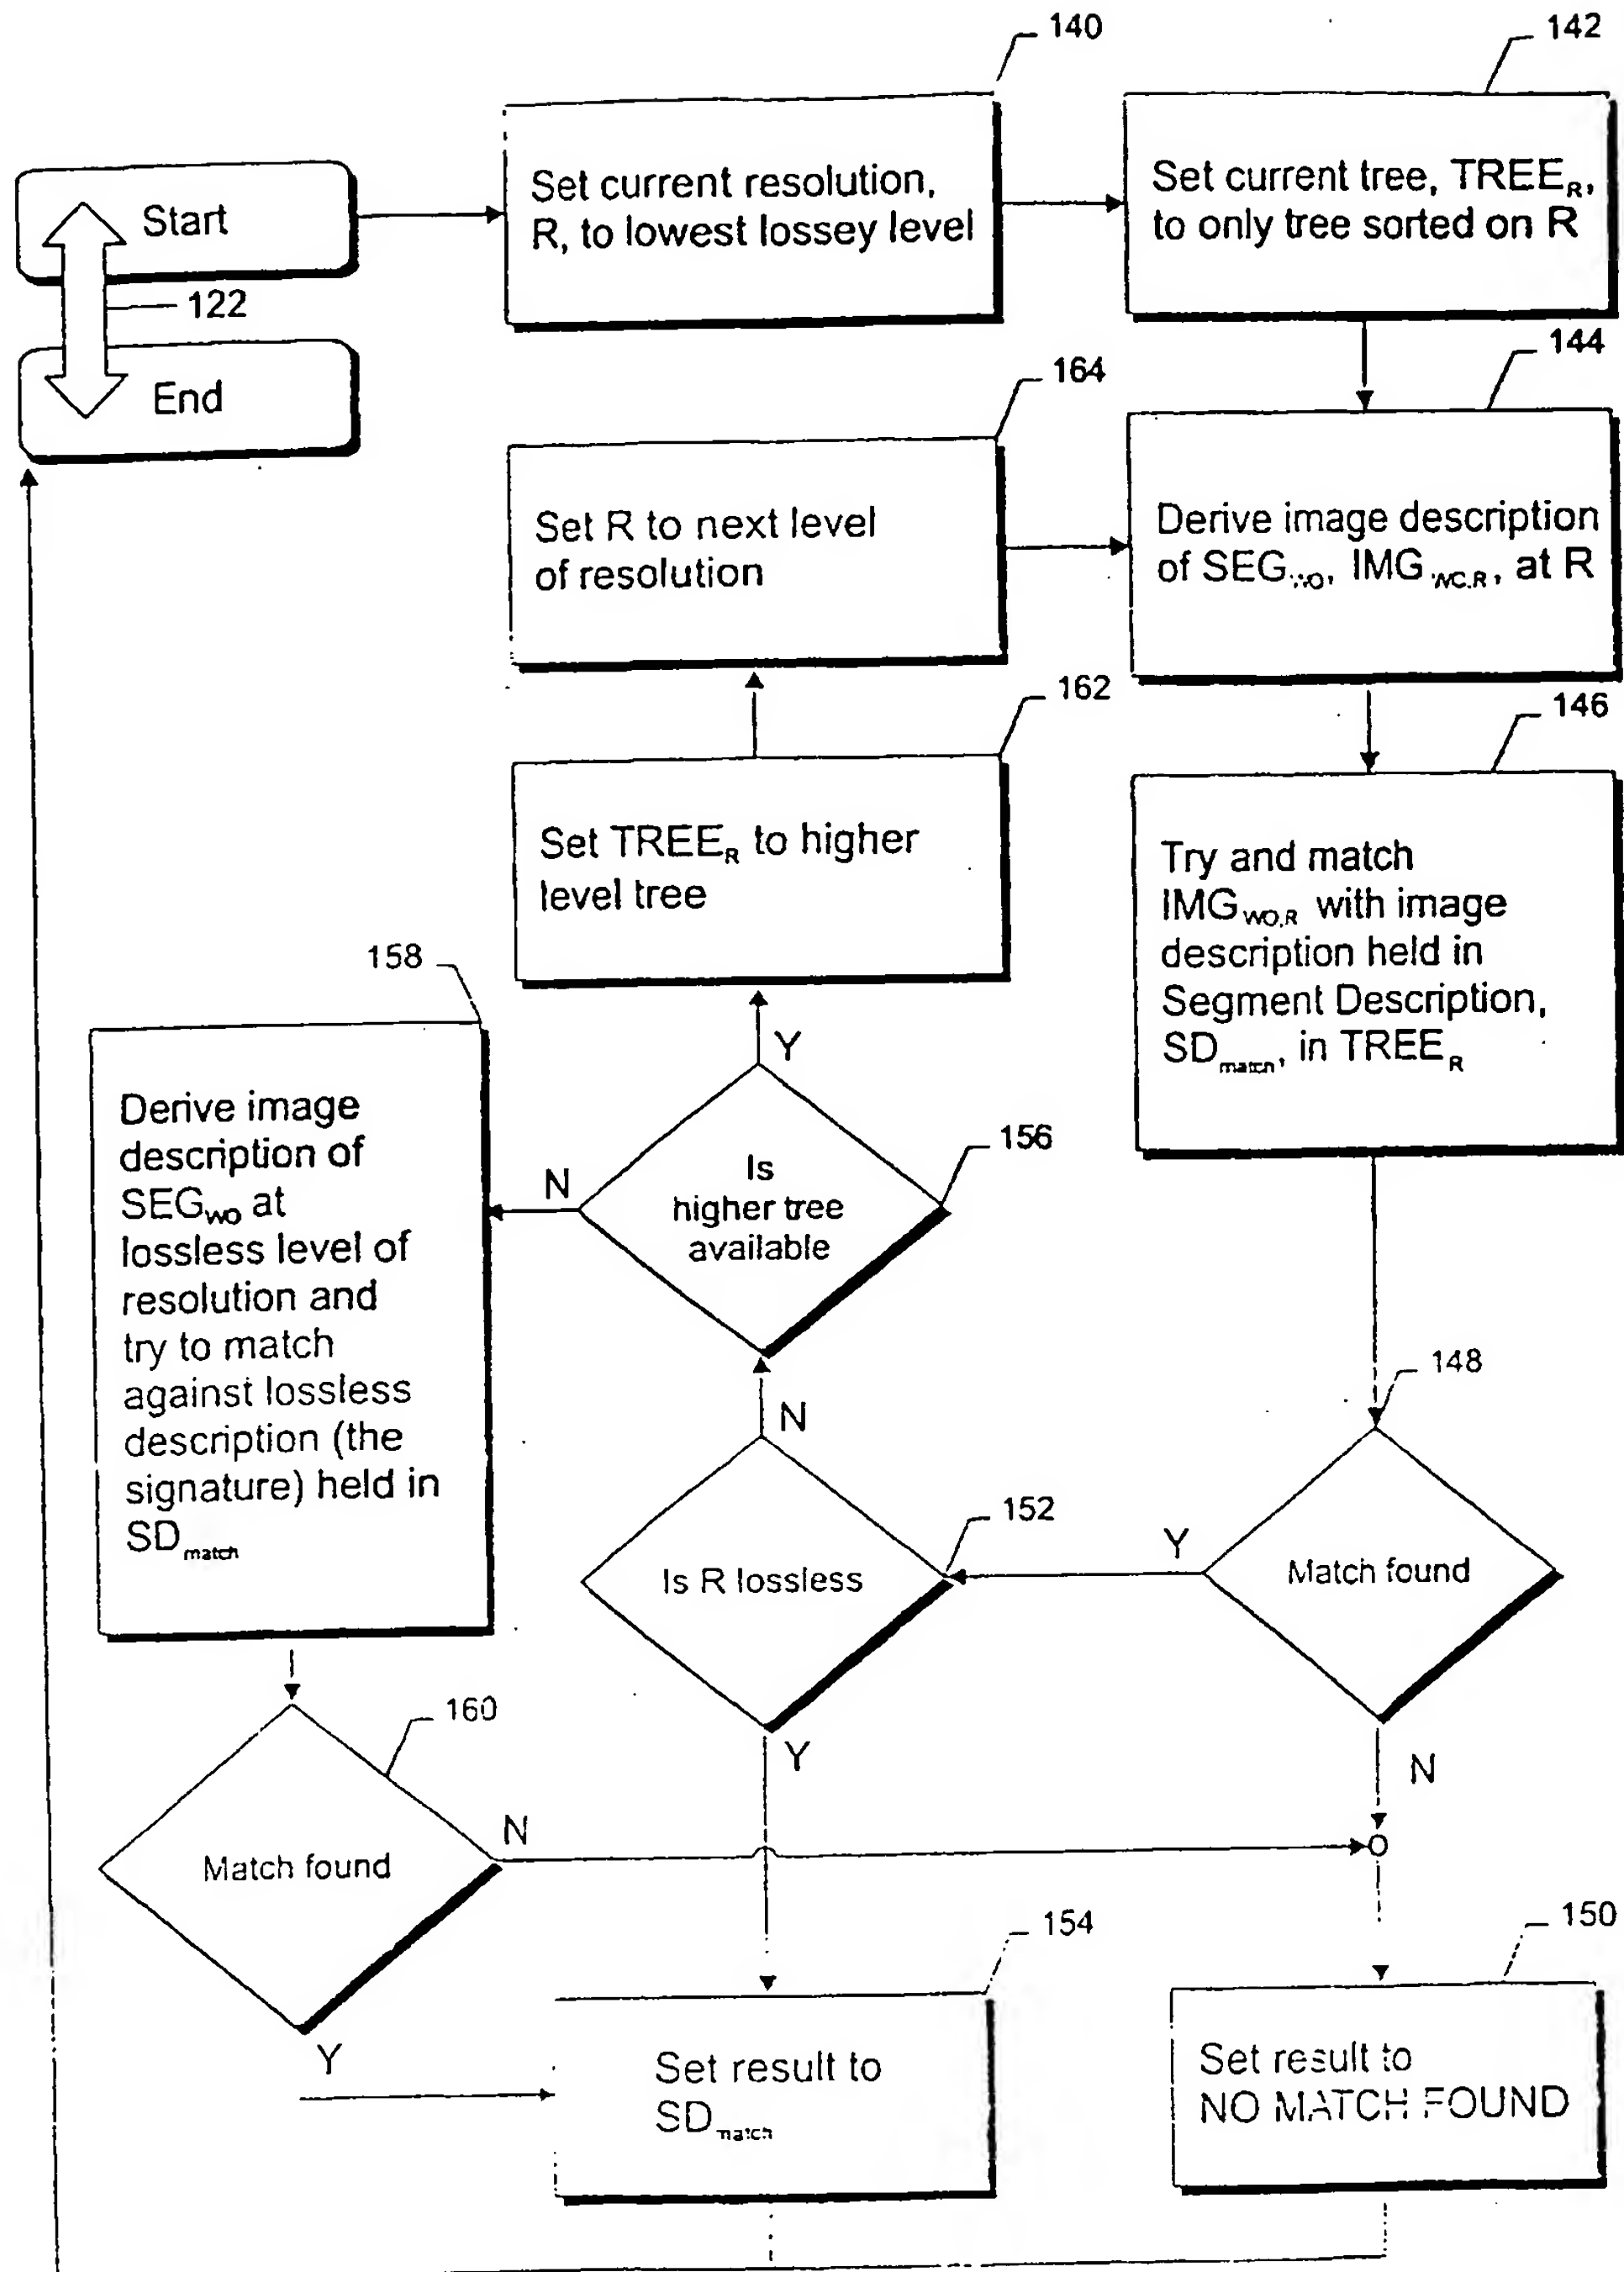 140
142
Start
Set current resolution,
R, to lowest lossey level
Set current tree, TREER,
to only tree sorted on R
122
End
144
164
Set R to next level
of resolution
Derive image description
of SEGWO, IMG WO,R, at R
162
146
Set TREER to higher
level tree
Try and match
IMGWO,R with image
description held in
Segment Description,
SDmatch, in TREER
158
Y
Derive image
description of
SEGWO at
lossless level of
resolution and
try to match
against lossless
description (the
signature) held in
SDmatch
N
Is
higher tree
available
156
148
N
152
Y
Is R lossless
Match found
160
Y
N
N
Match found
154
150
Y
Set result to
SDmatch
Set result to
NO MATCH FOUND